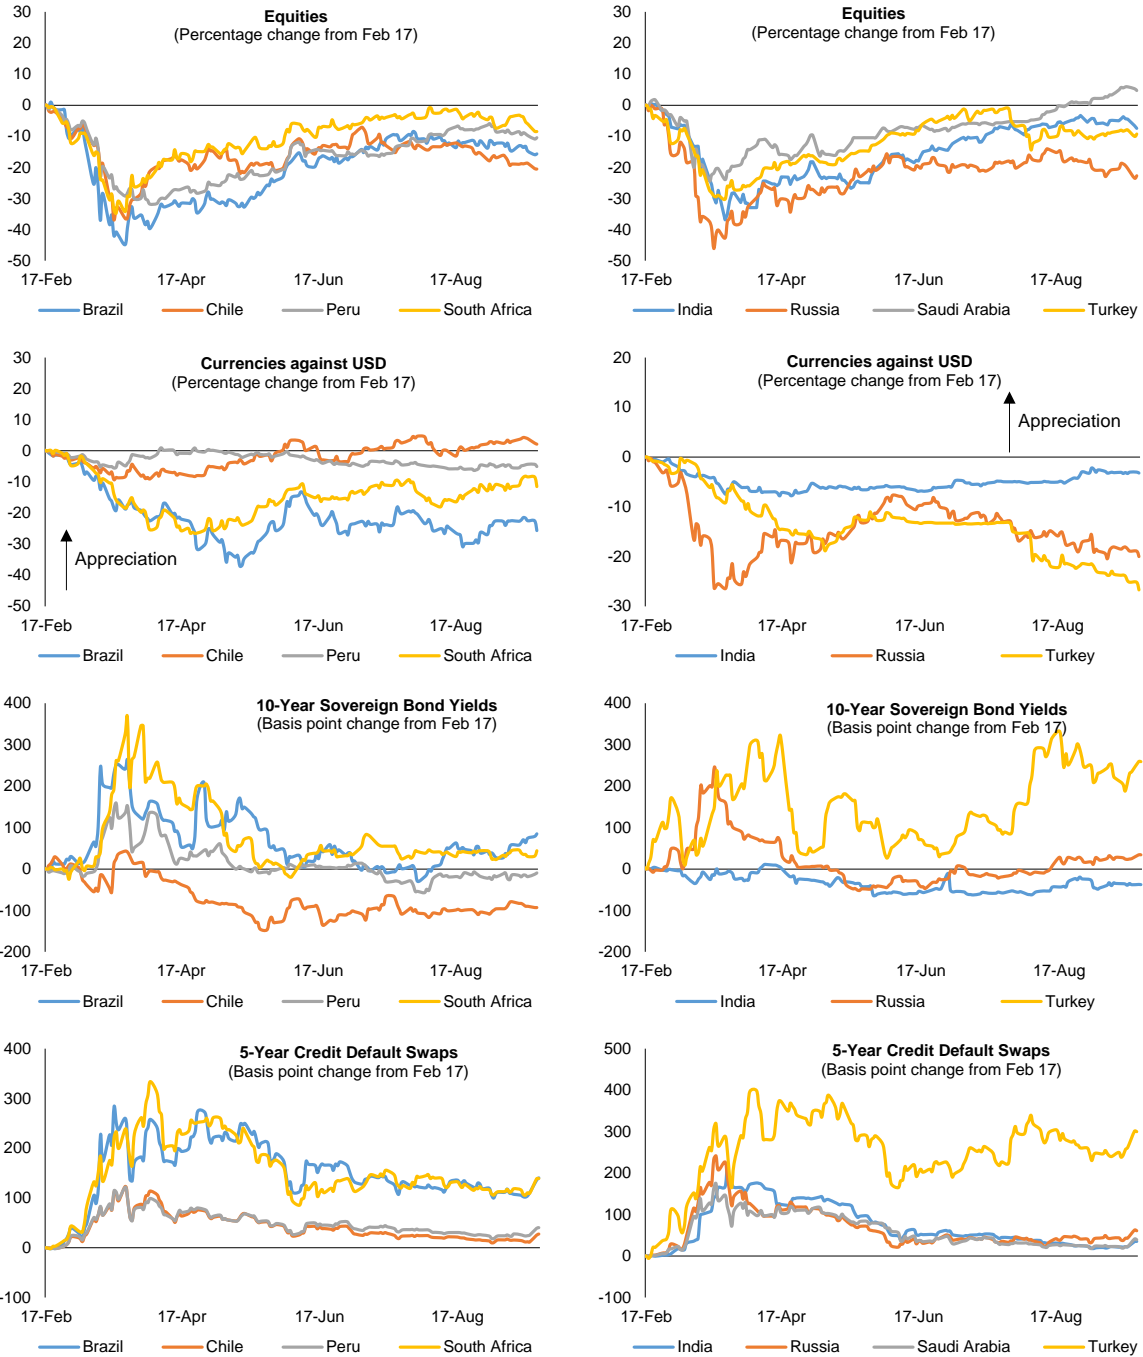 Equities
(Percentage change from Feb 17)
30
20
10
0
-10
-20
-30
-40
-50
17-Feb 17-Apr 17-Jun 17-Aug
Brazil Chile Peru South Africa
Equities
(Percentage change from Feb 17)
30
20
10
0
-10
-20
-30
-40
-50
17-Feb 17-Apr 17-Jun 17-Aug
India Russia Saudi Arabia Turkey
Currencies against USD
(Percentage change from Feb 17)
30
20
10
0
-10
-20
-30
-40
-50
Appreciation
17-Feb 17-Apr 17-Jun 17-Aug
Brazil Chile Peru South Africa
Currencies against USD
(Percentage change from Feb 17)
20
10
0
-10
-20
-30
Appreciation
17-Feb 17-Apr 17-Jun 17-Aug
India Russia Turkey
10-Year Sovereign Bond Yields
(Basis point change from Feb 17)
400
300
200
100
0
-100
-200
17-Feb 17-Apr 17-Jun 17-Aug
Brazil Chile Peru South Africa
10-Year Sovereign Bond Yields
(Basis point change from Feb 17)
400
300
200
100
0
-100
-200
17-Feb 17-Apr 17-Jun 17-Aug
India Russia Turkey
5-Year Credit Default Swaps
(Basis point change from Feb 17)
400
300
200
100
0
-100
17-Feb 17-Apr 17-Jun 17-Aug
Brazil Chile Peru South Africa
5-Year Credit Default Swaps
(Basis point change from Feb 17)
500
400
300
200
100
0
-100
17-Feb 17-Apr 17-Jun 17-Aug
India Russia Saudi Arabia Turkey